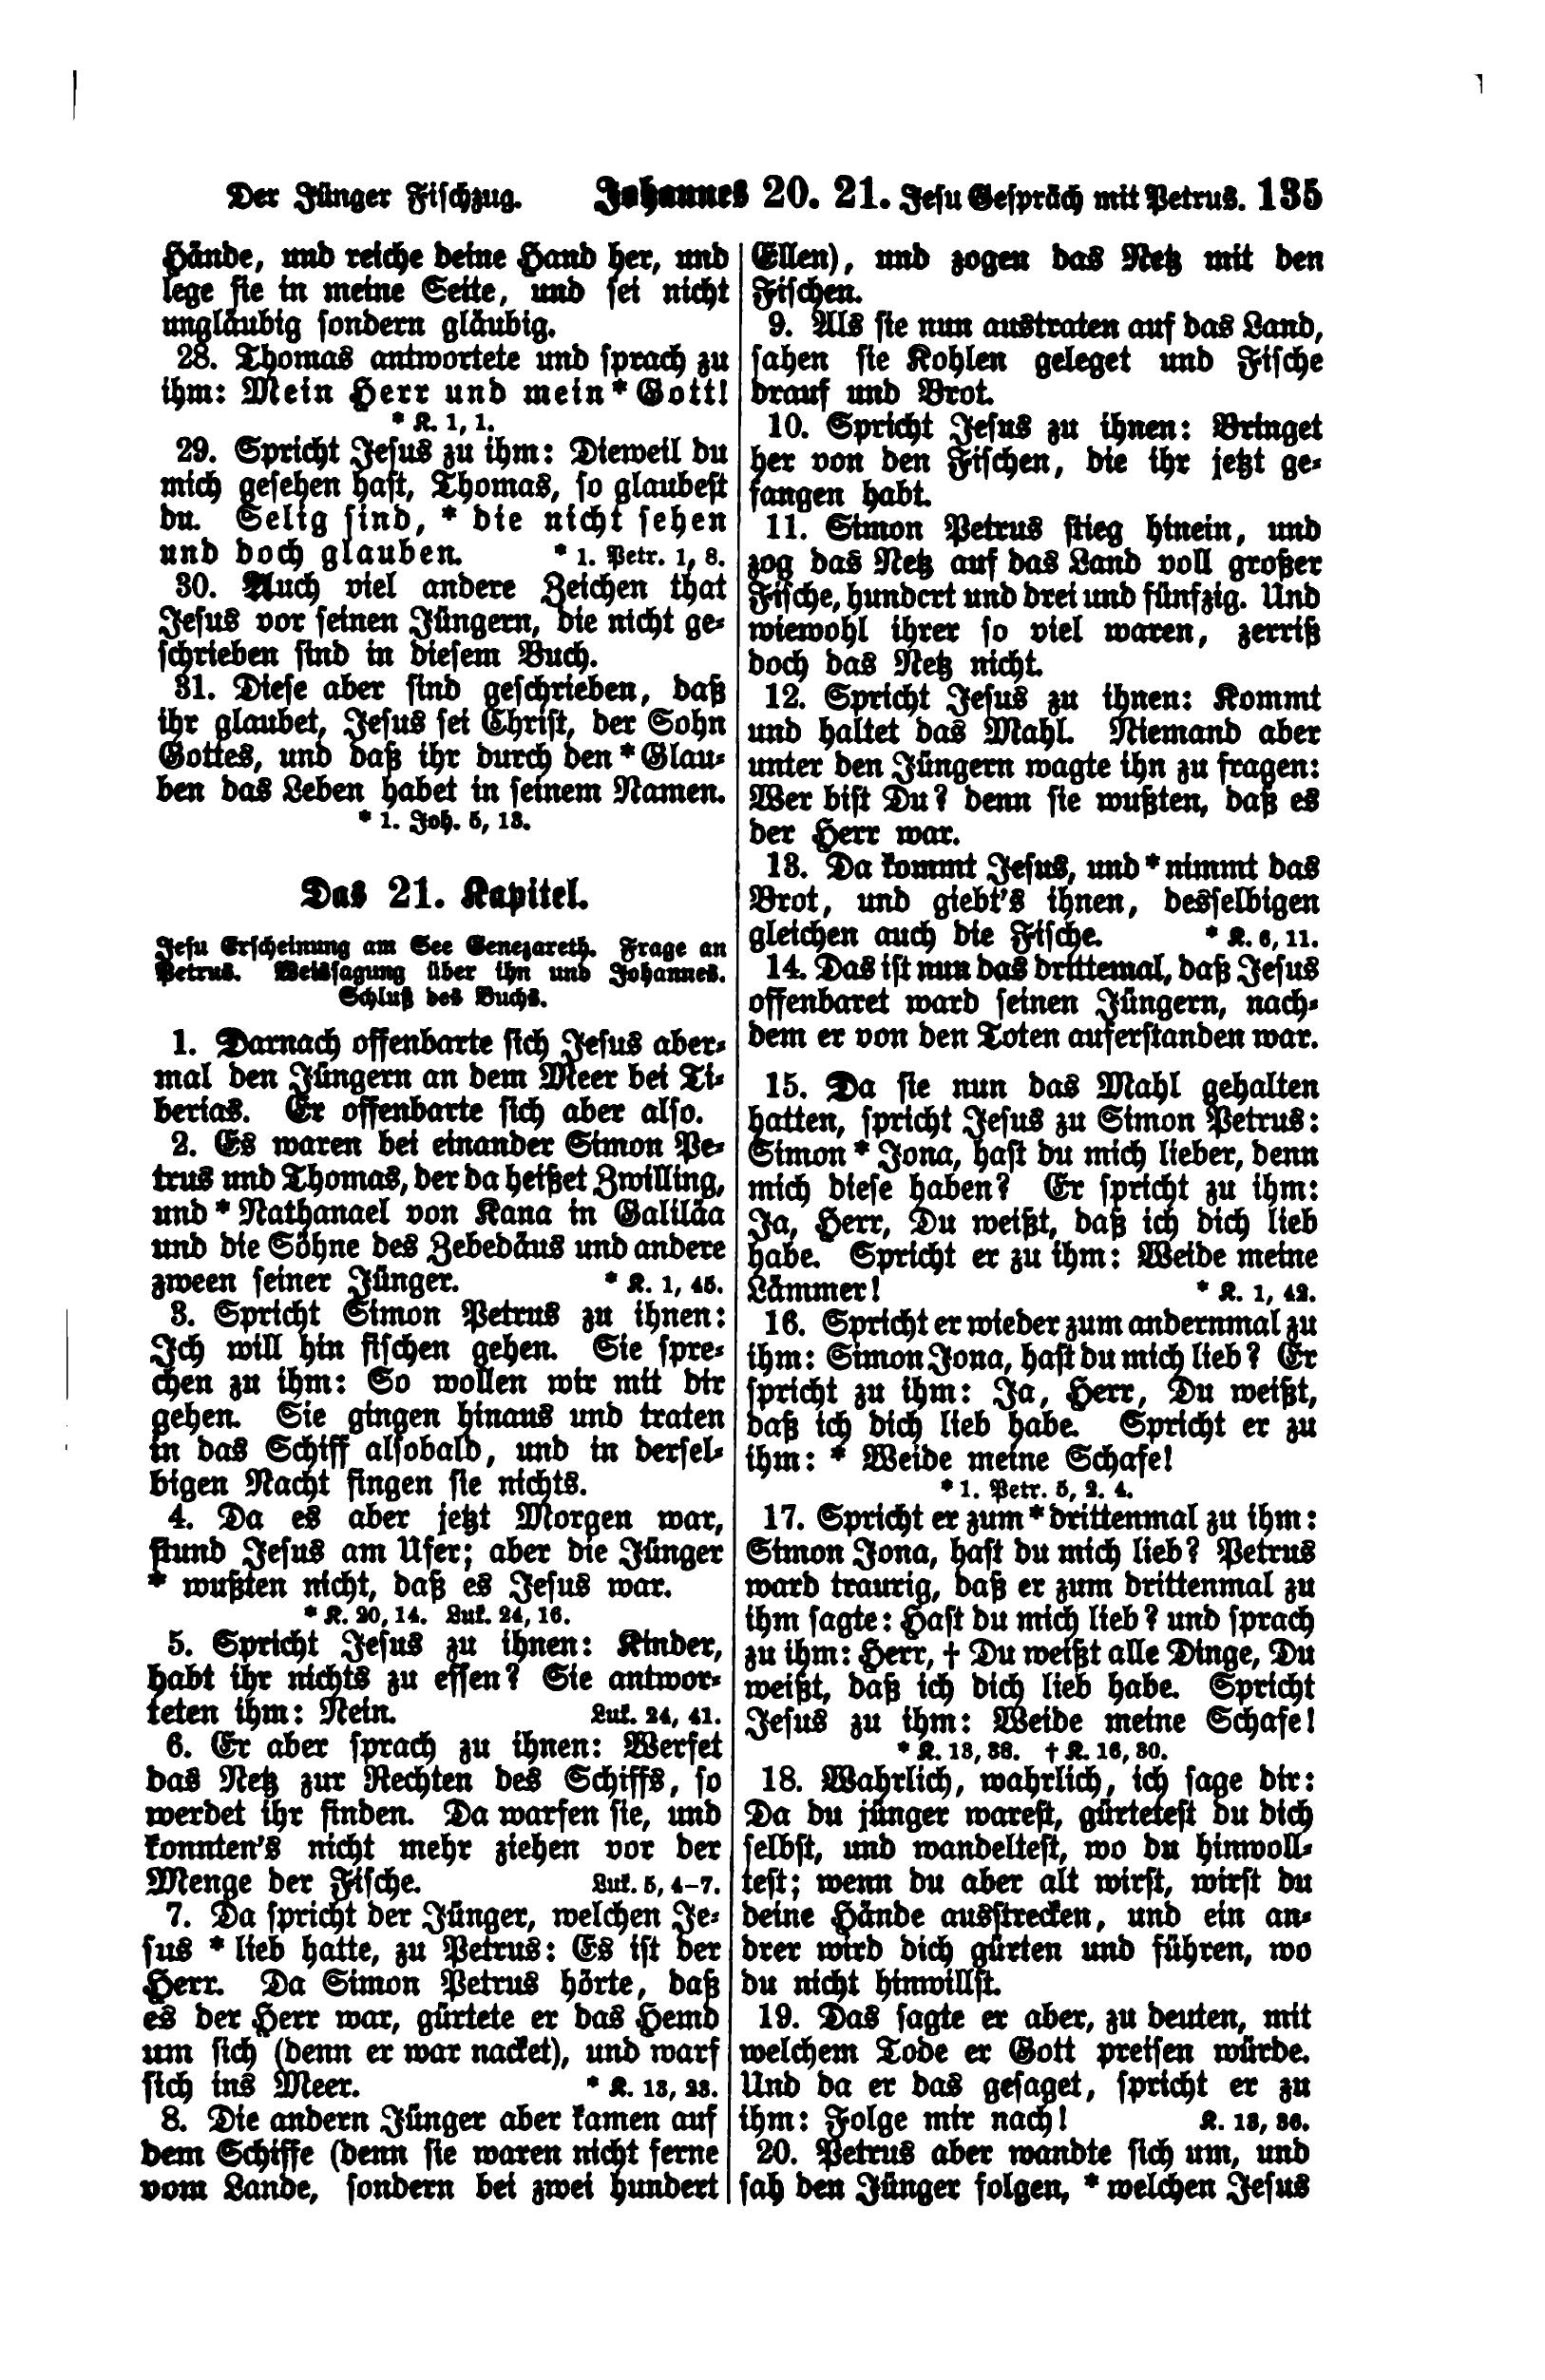 Der Jünger Fischzug. Johannes 20. 21. Jesu Gespräch mit Petrus. 135
Hände, und reiche deine Hand her, und
lege sie in meine Seite, und sei nicht
ungläubig sondern gläubig.
28. Thomas antwortete und sprach zu
ihm: Mein Herr und mein * Gott!
* K. 1, 1.
29. Spricht Jesus zu ihm: Dieweil du
mich gesehen hast, Thomas, so glaubest
du. Selig sind, * die nicht sehen
und doch glauben. * 1. Petr. 1, 8.
30. Auch viel andere Zeichen that
Jesus vor seinen Jüngern, die nicht ge-
schrieben sind in diesem Buch.
31. Diese aber sind geschrieben, daß
ihr glaubet, Jesus sei Christ, der Sohn
Gottes, und daß ihr durch den * Glau-
ben das Leben habet in seinem Namen.
* 1. Joh. 5, 13.
Das 21. Kapitel.
Jesu Erscheinung am See Genezareth. Frage an
Petrus. Weissagung über ihn und Johannes.
Schluß des Buchs.
1. Darnach offenbarte sich Jesus aber-
mal den Jüngern an dem Meer bei Ti-
berias. Er offenbarte sich aber also.
2. Es waren bei einander Simon Pe-
trus und Thomas, der da heißet Zwilling,
und * Nathanael von Kana in Galiläa
und die Söhne des Zebedäus und andere
zween seiner Jünger. * K. 1, 45.
3. Spricht Simon Petrus zu ihnen:
Ich will hin fischen gehen. Sie spre-
chen zu ihm: So wollen wir mit dir
gehen. Sie gingen hinaus und traten
in das Schiff alsobald, und in dersel-
bigen Nacht fingen sie nichts.
4. Da es aber jetzt Morgen war,
stund Jesus am Ufer; aber die Jünger
* wußten nicht, daß es Jesus war.
* K. 20, 14. Luk. 24, 16.
5. Spricht Jesus zu ihnen: Kinder,
habt ihr nichts zu essen? Sie antwor-
teten ihm: Nein. Luk. 24, 41.
6. Er aber sprach zu ihnen: Werfet
das Netz zur Rechten des Schiffs, so
werdet ihr finden. Da warfen sie, und
konnten's nicht mehr ziehen vor der
Menge der Fische. Luk. 5, 4–7.
7. Da spricht der Jünger, welchen Je-
sus * lieb hatte, zu Petrus: Es ist der
Herr. Da Simon Petrus hörte, daß
es der Herr war, gürtete er das Hemd
um sich (denn er war nacket), und warf
sich ins Meer. * K. 13, 23.
8. Die andern Jünger aber kamen auf
dem Schiffe (denn sie waren nicht ferne
vom Lande, sondern bei zwei hundert
Ellen), und zogen das Netz mit den
Fischen.
9. Als sie nun austraten auf das Land,
sahen sie Kohlen geleget und Fische
drauf und Brot.
10. Spricht Jesus zu ihnen: Bringet
her von den Fischen, die ihr jetzt ge-
fangen habt.
11. Simon Petrus stieg hinein, und
zog das Netz auf das Land voll großer
Fische, hundert und drei und fünfzig. Und
wiewohl ihrer so viel waren, zerriß
doch das Netz nicht.
12. Spricht Jesus zu ihnen: Kommt
und haltet das Mahl. Niemand aber
unter den Jüngern wagte ihn zu fragen:
Wer bist Du? denn sie wußten, daß es
der Herr war.
13. Da kommt Jesus, und * nimmt das
Brot, und giebt's ihnen, desselbigen
gleichen auch die Fische. * K. 6, 11.
14. Das ist nun das drittemal, daß Jesus
offenbaret ward seinen Jüngern, nach-
dem er von den Toten auferstanden war.
15. Da sie nun das Mahl gehalten
hatten, spricht Jesus zu Simon Petrus:
Simon * Jona, hast du mich lieber, denn
mich diese haben? Er spricht zu ihm:
Ja, Herr, Du weißt, daß ich dich lieb
habe. Spricht er zu ihm: Weide meine
Lämmer! * K. 1, 42.
16. Spricht er wieder zum andernmal zu
ihm: Simon Jona, hast du mich lieb? Er
spricht zu ihm: Ja, Herr, Du weißt,
daß ich dich lieb habe. Spricht er zu
ihm: * Weide meine Schafe!
* 1. Petr. 5, 2. 4.
17. Spricht er zum * drittenmal zu ihm:
Simon Jona, hast du mich lieb? Petrus
ward traurig, daß er zum drittenmal zu
ihm sagte: Hast du mich lieb? und sprach
zu ihm: Herr, † Du weißt alle Dinge, Du
weißt, daß ich dich lieb habe. Spricht
Jesus zu ihm: Weide meine Schafe!
* K. 13, 38. † K. 16, 30.
18. Wahrlich, wahrlich, ich sage dir:
Da du jünger warest, gürtetest du dich
selbst, und wandeltest, wo du hinwoll-
test; wenn du aber alt wirst, wirst du
deine Hände ausstrecken, und ein an-
drer wird dich gürten und führen, wo
du nicht hinwillst.
19. Das sagte er aber, zu deuten, mit
welchem Tode er Gott preisen würde.
Und da er das gesaget, spricht er zu
ihm: Folge mir nach! K. 13, 36.
20. Petrus aber wandte sich um, und
sah den Jünger folgen, * welchen Jesus